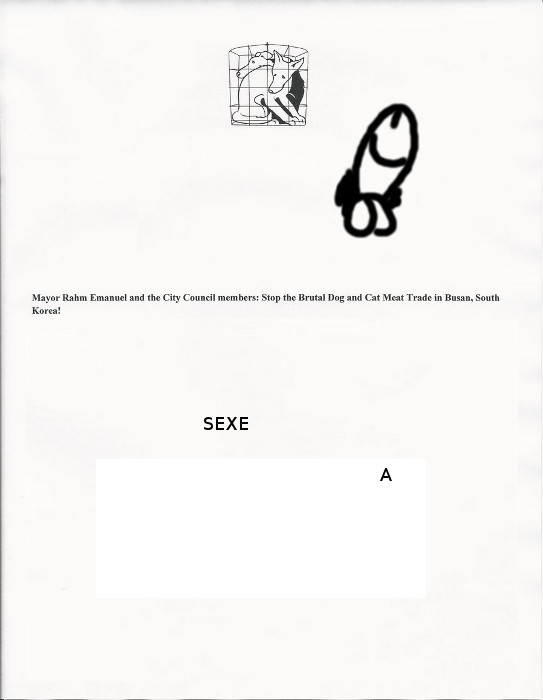 Mayor Rahm Emanuel and the City Council members: Stop the Brutal Dog and Cat Meat Trade in Busan, South
Korea!
SEXE
A